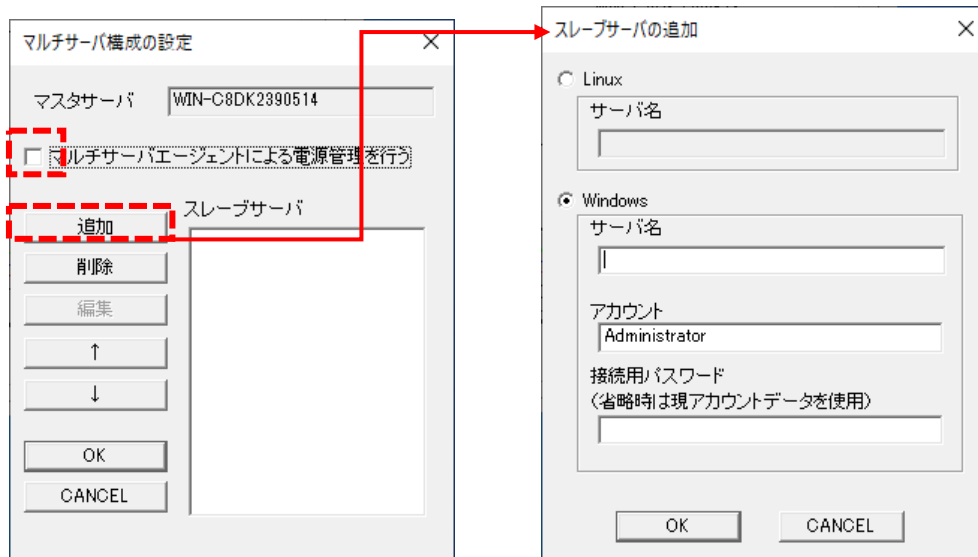 マルチサーバ構成の設定
マスタサーバ
WIN-C8DK2390514
マルチサーバエージェントによる電源管理を行う
追加
スレーブサーバ
削除
編集
↑
↓
OK
CANCEL
スレーブサーバの追加
Linux
サーバ名
Windows
サーバ名
アカウント
Administrator
接続用パスワード
(省略時は現アカウントデータを使用)
OK
CANCEL